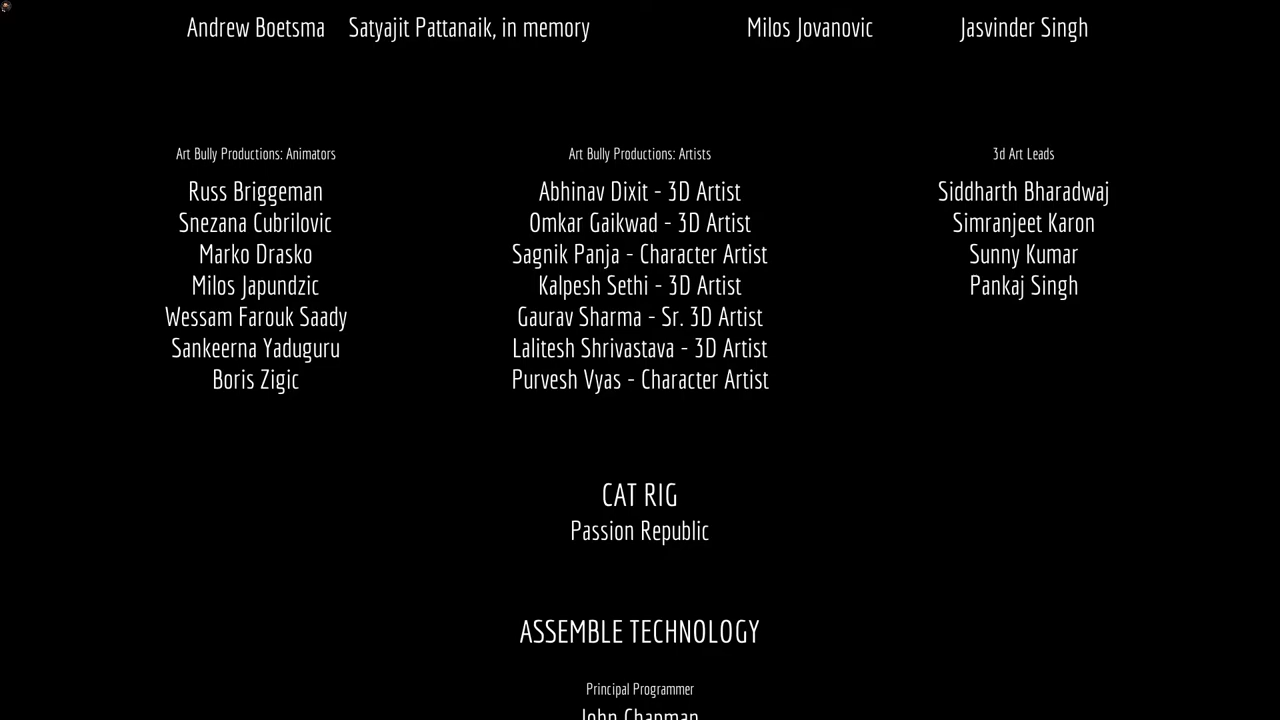 Andrew Boetsma Satyajit Pattanaik, in memory Milos Jovanovic Jasvinder Singh
Art Bully Productions: Animators
Russ Briggeman
Snezana Cubrilovic
Marko Drasko
Milos Japundzic
Wessam Farouk Saady
Sankeerna Yaduguru
Boris Zigic
Art Bully Productions: Artists
Abhinav Dixit - 3D Artist
Omkar Gaikwad - 3D Artist
Sagnik Panja - Character Artist
Kalpesh Sethi - 3D Artist
Gaurav Sharma - Sr. 3D Artist
Lalitesh Shrivastava - 3D Artist
Purvesh Vyas - Character Artist
3d Art Leads
Siddharth Bharadwaj
Simranjeet Karon
Sunny Kumar
Pankaj Singh
CAT RIG
Passion Republic
ASSEMBLE TECHNOLOGY
Principal Programmer
John Chapman